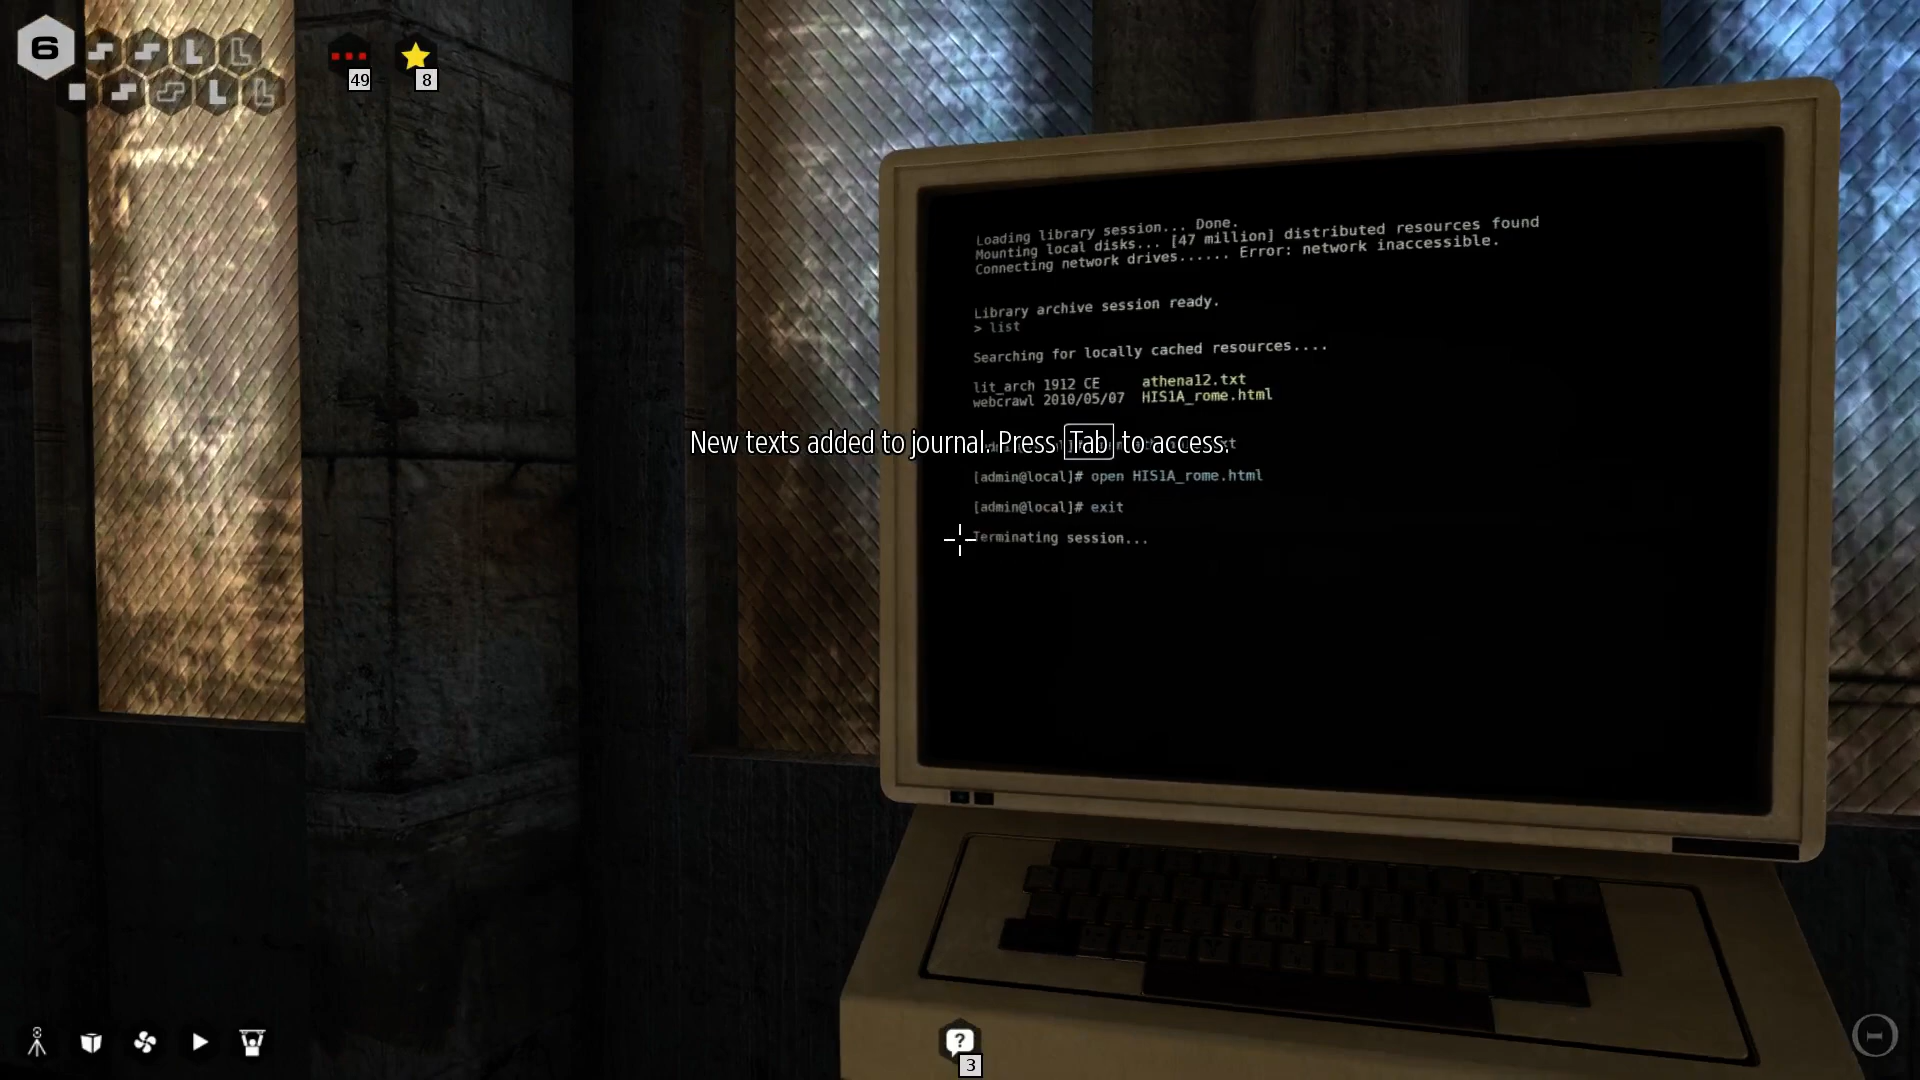 6
49
8
Loading library session... Done.
Mounting local disks... [47 million] distributed resources found
Connecting network drives...... Error: network inaccessible.
Library archive session ready.
> list
Searching for locally cached resources....
lit_arch 1912 CE athena12.txt
webcrawl 2010/05/07 HIS1A_rome.html
New texts added to journal. Press Tab to access.
[admin@local]# open HIS1A_rome.html
[admin@local]# exit
Terminating session...
?
3